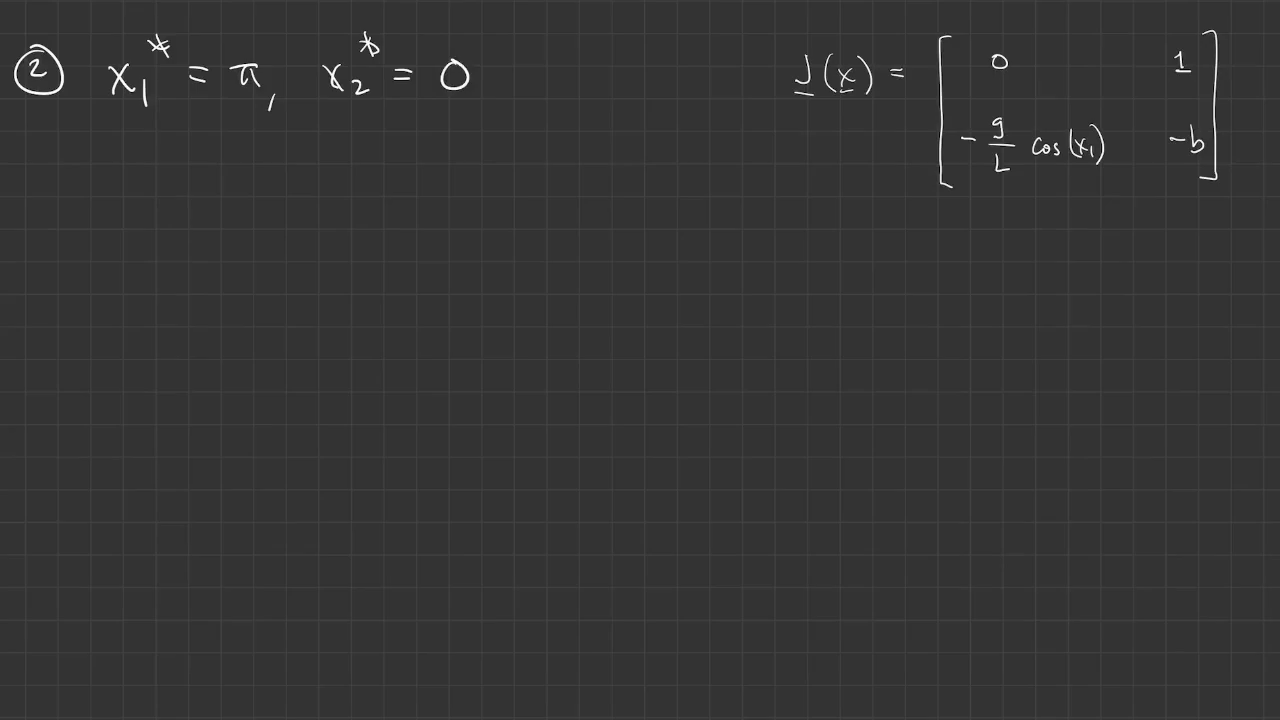 ② x₁* = π, x₂* = 0
J(x) = [ 0 1
-g/L cos(x₁) -b ]